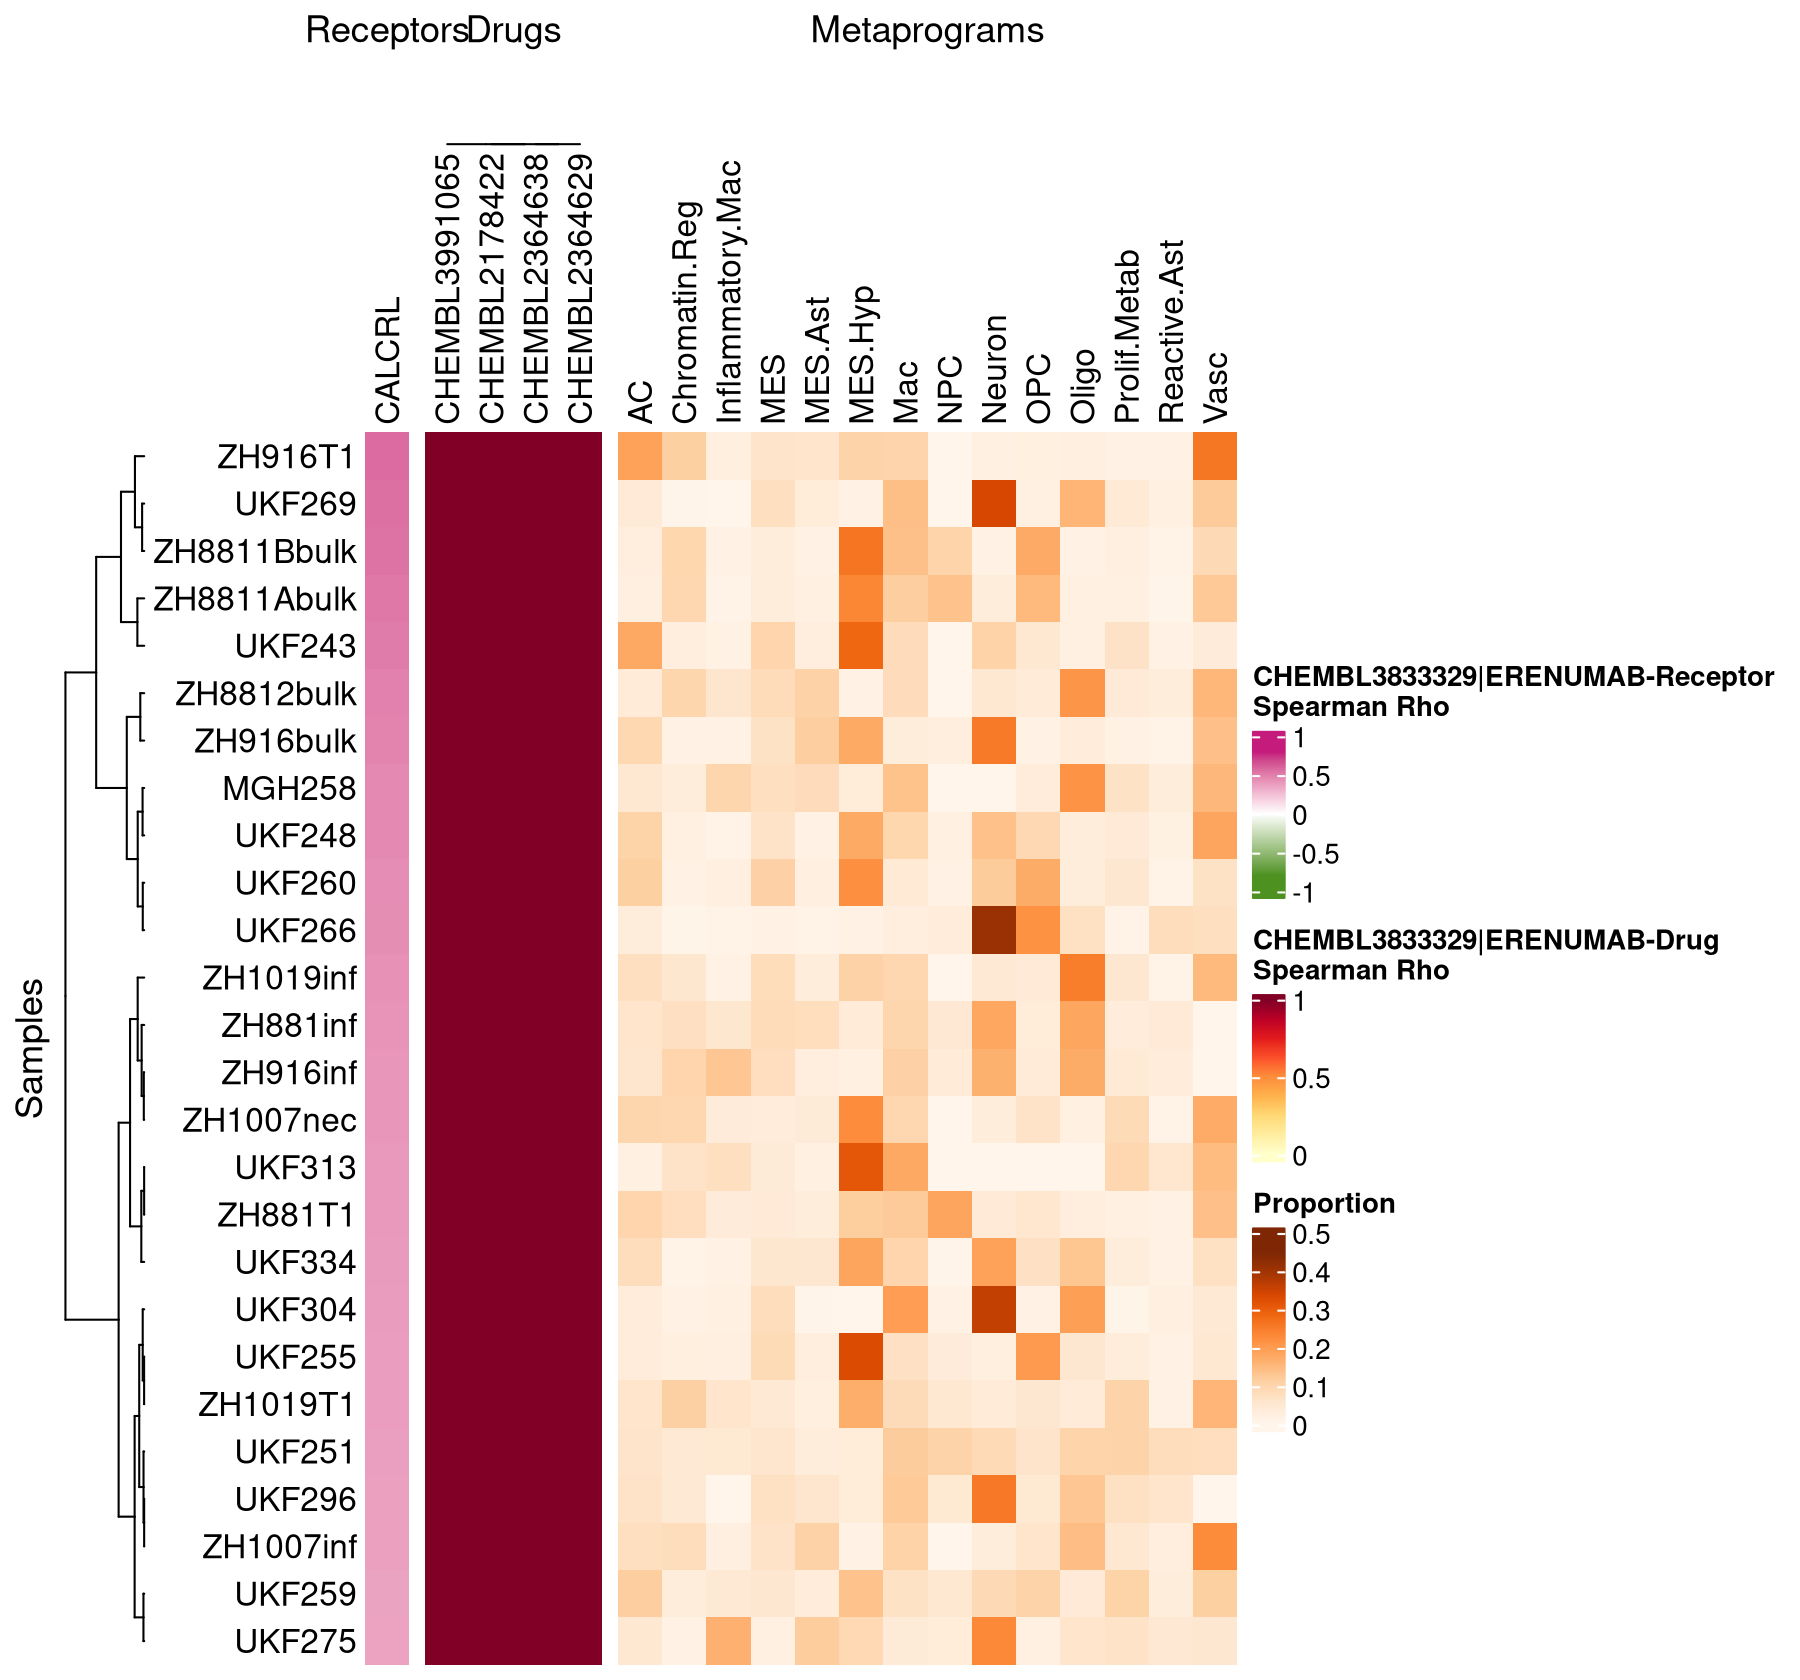 Receptors
Drugs
Metaprograms
CALCRL
CHEMBL3991065
CHEMBL2178422
CHEMBL2364638
CHEMBL2364629
AC
Chromatin.Reg
Inflammatory.Mac
MES
MES.Ast
MES.Hyp
Mac
NPC
Neuron
OPC
Oligo
Prolif.Metab
Reactive.Ast
Vasc
Samples
ZH916T1
UKF269
ZH8811Bbulk
ZH8811Abulk
UKF243
ZH8812bulk
ZH916bulk
MGH258
UKF248
UKF260
UKF266
ZH1019inf
ZH881inf
ZH916inf
ZH1007nec
UKF313
ZH881T1
UKF334
UKF304
UKF255
ZH1019T1
UKF251
UKF296
ZH1007inf
UKF259
UKF275
CHEMBL3833329|ERENUMAB-Receptor
Spearman Rho
1
0.5
0
-0.5
-1
CHEMBL3833329|ERENUMAB-Drug
Spearman Rho
1
0.5
0
Proportion
0.5
0.4
0.3
0.2
0.1
0